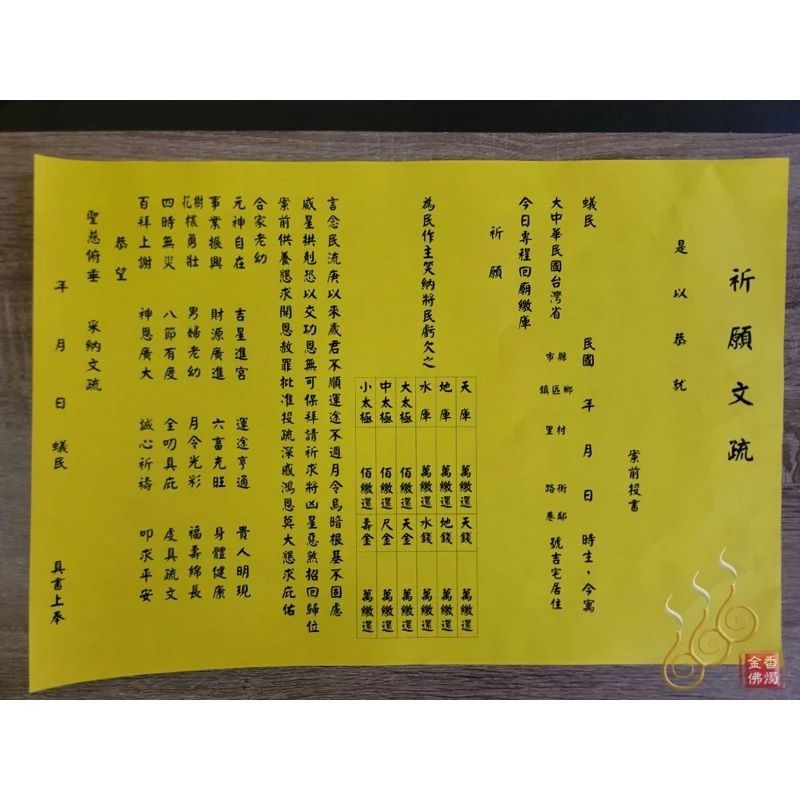 祈願文疏
是以恭就
案前投書
蟻民 民國 年 月 日 時生。今寓
大中華民國台灣省 縣市 鄉鎮區 村里 鄰 街路巷 號吉宅居住
今日專程回廟繳庫
祈願
為民作主笑納將民虧欠之
天庫 萬繳還 天錢 萬繳還
地庫 萬繳還 地錢 萬繳還
水庫 萬繳還 水錢 萬繳還
大太極 佰繳還 天金 萬繳還
中太極 佰繳還 尺金 萬繳還
小太極 佰繳還 壽金 萬繳還
言念民流庚以來歲君不順運途不週月令烏暗根基不固慮
威星拱剋恐以交功恩無可保拜請祈求將凶星惡煞招回歸位
案前供養懇求開恩赦罪批准投疏深感鴻恩莫大懇求庇佑
合家老幼
元神自在 吉星進宮 運途亨通 貴人明現
事業振興 財源廣進 六畜充旺 身體健康
花樣勇壯 男婦老幼 月令光彩 福壽綿長
樹
四時無災 八節有慶 全叨具庇 虔具疏文
百拜上謝 神恩廣大 誠心祈禱 叩求平安
恭望
聖慈俯垂 采納文疏
年 月 日 蟻民 具書上奉
香燭
金佛